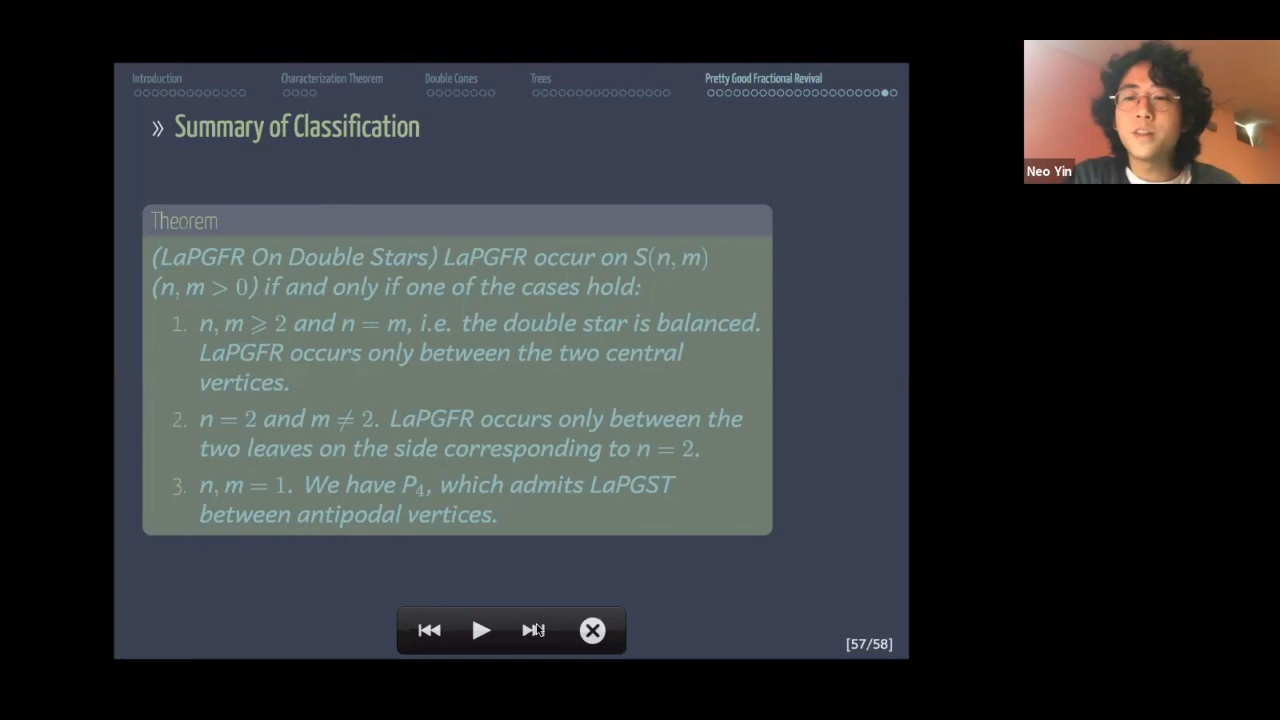 Introduction
Characterization Theorem
Double Cones
Trees
Pretty Good Fractional Revival
» Summary of Classification
Theorem
(LaPGFR On Double Stars) LaPGFR occur on S(n, m)
(n, m > 0) if and only if one of the cases hold:
1. n, m ⩾ 2 and n = m, i.e. the double star is balanced.
LaPGFR occurs only between the two central
vertices.
2. n = 2 and m ≠ 2. LaPGFR occurs only between the
two leaves on the side corresponding to n = 2.
3. n, m = 1. We have P₄, which admits LaPGST
between antipodal vertices.
[57/58]
Neo Yin